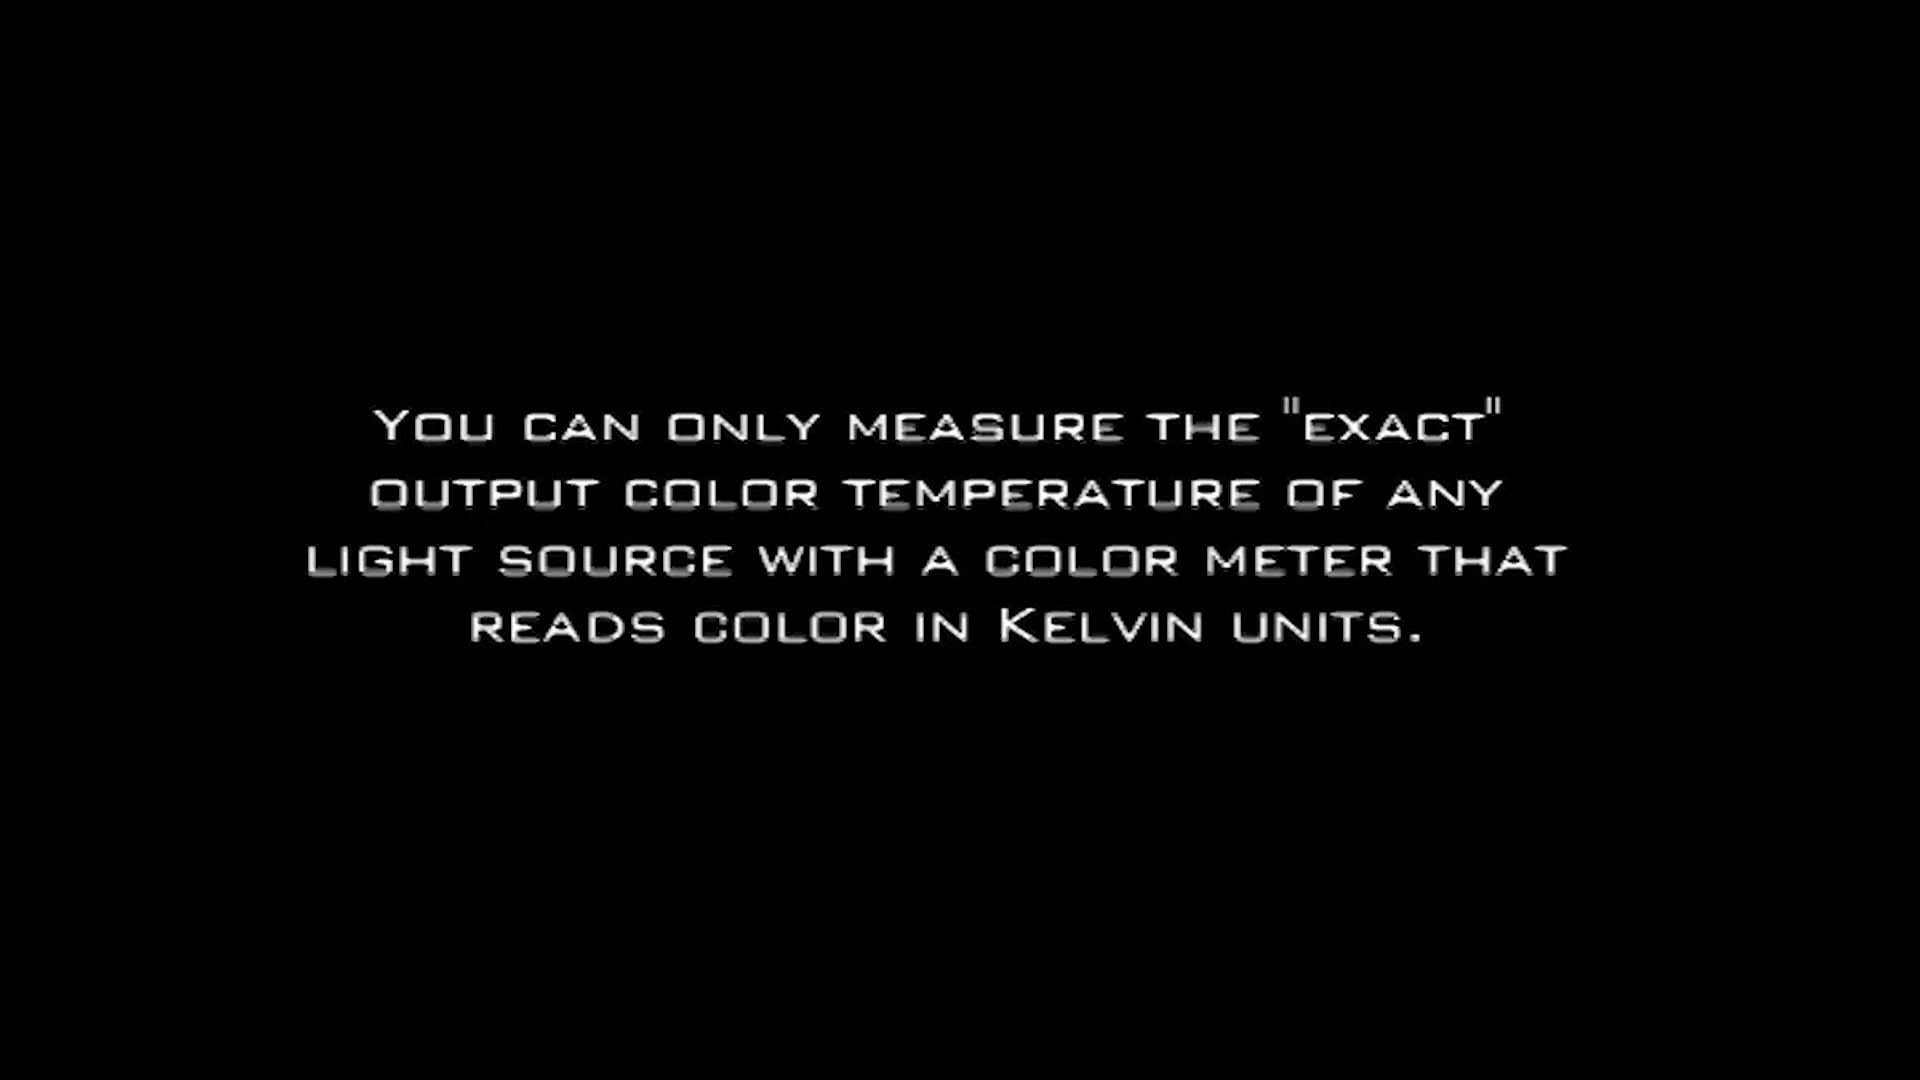 You can only measure the "exact"
output color temperature of any
light source with a color meter that
reads color in Kelvin units.